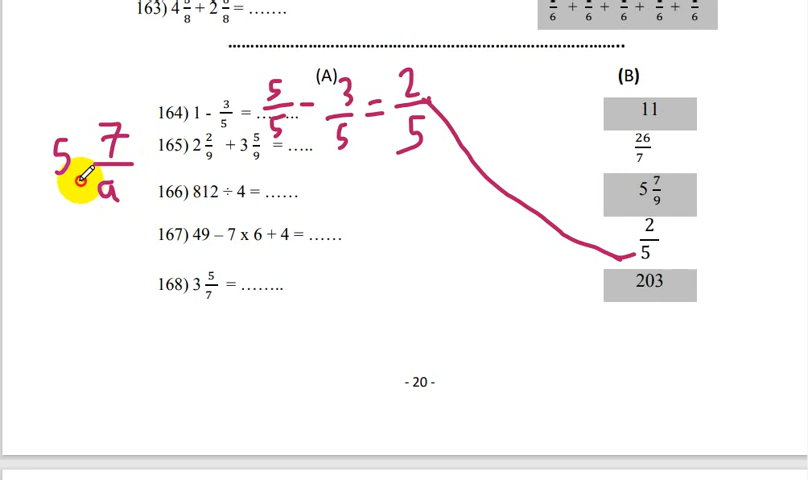 163) 4 /8 + 2 /8 = .......
/6 + /6 + /6 + /6 + /6
(A) (B)
164) 1 - 3/5 = ........ 5/5 - 3/5 = 2/5 11
165) 2 2/9 + 3 5/9 = ..... 26/7
5 7/9
166) 812 ÷ 4 = ...... 5 7/9
167) 49 – 7 x 6 + 4 = ...... 2/5
168) 3 5/7 = ........ 203
- 20 -